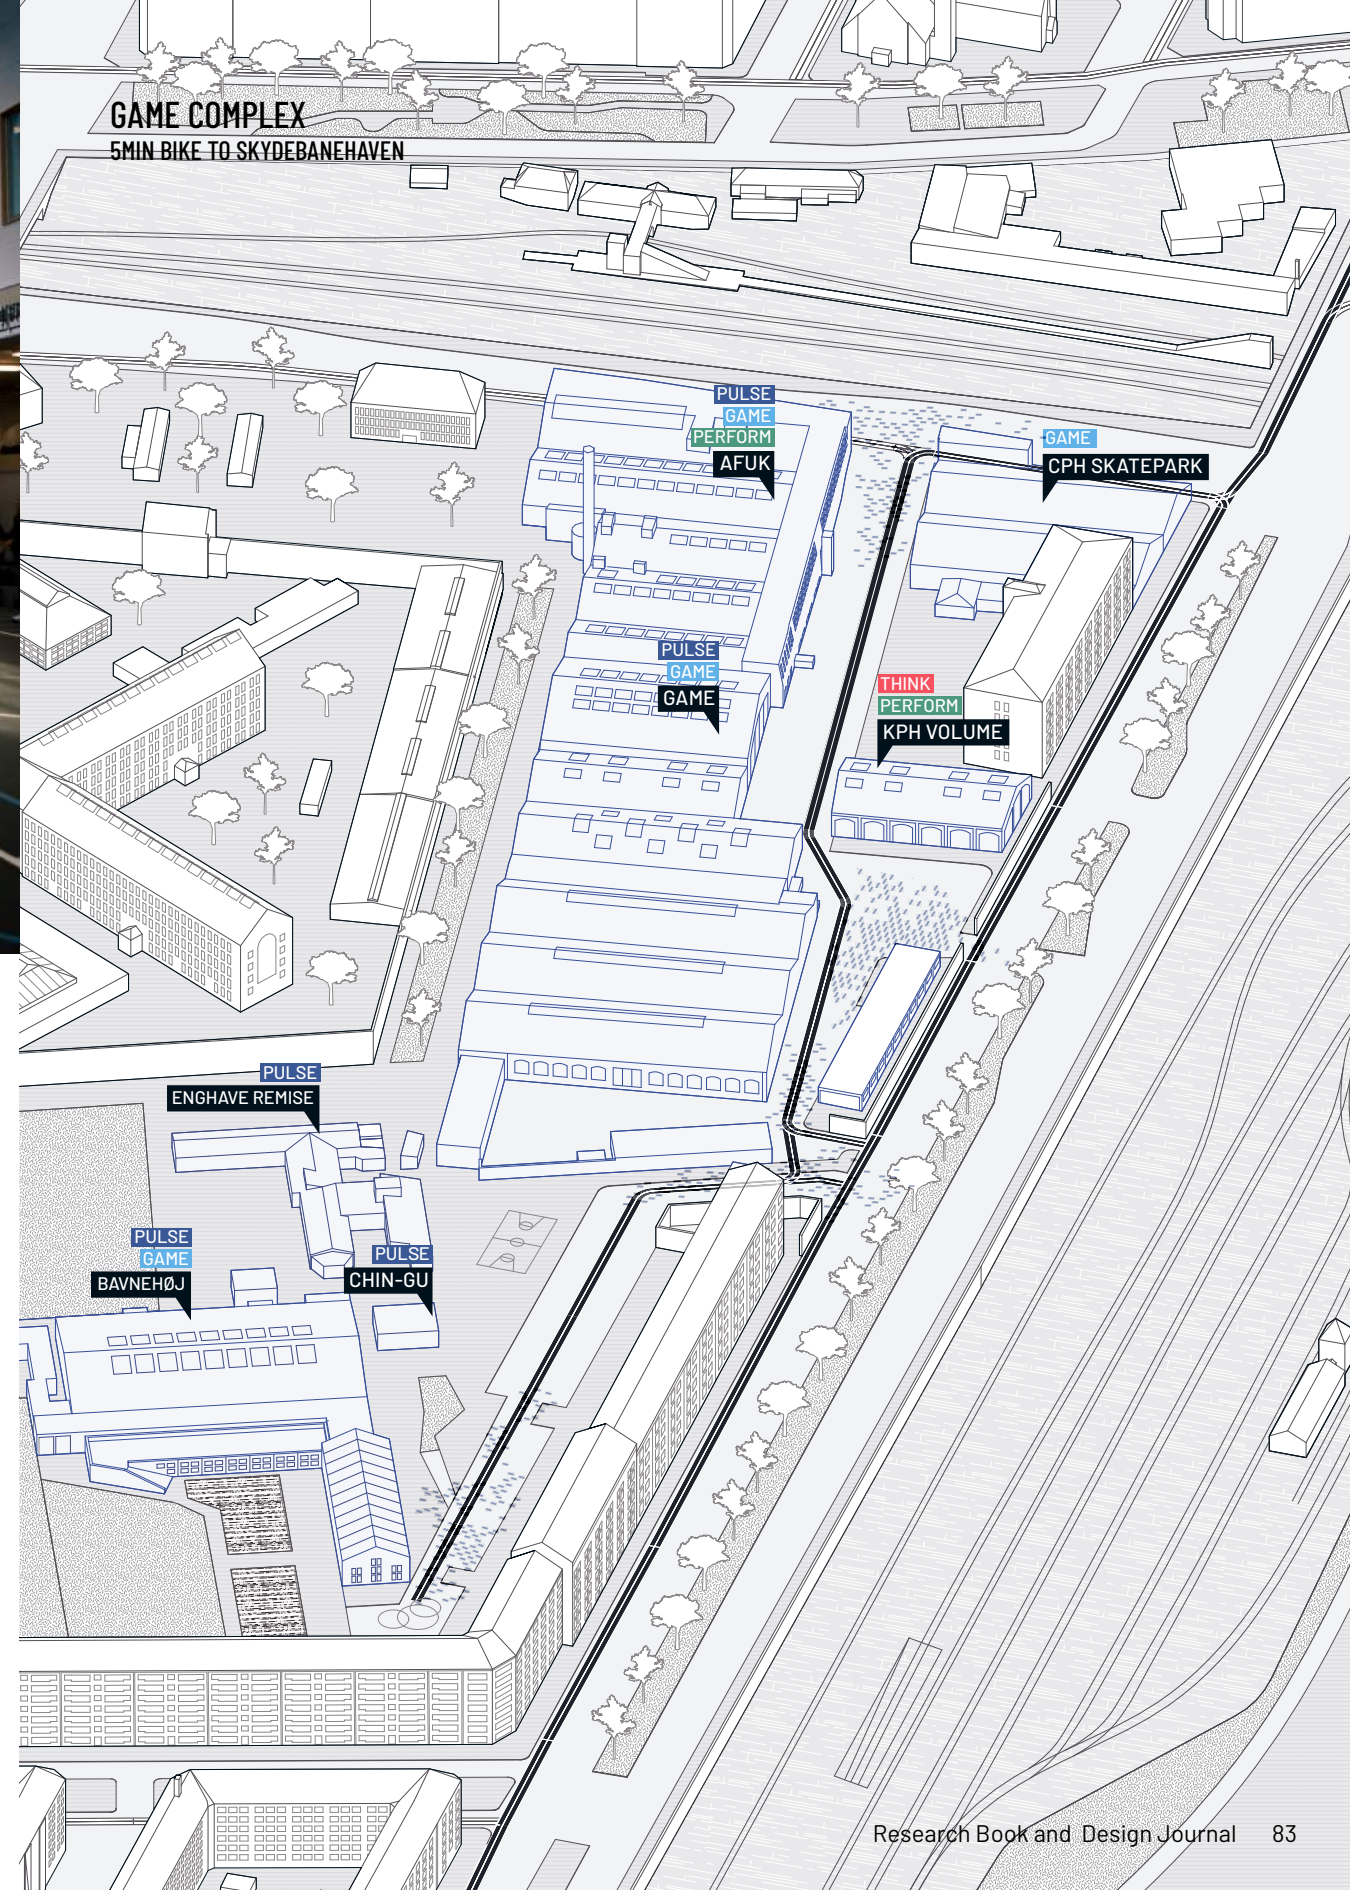 GAME COMPLEX
5MIN BIKE TO SKYDEBANEHAVEN
PULSE
GAME
PERFORM
AFUK
GAME
CPH SKATEPARK
PULSE
GAME
GAME
THINK
PERFORM
KPH VOLUME
PULSE
ENGHAVE REMISE
PULSE
GAME
BAVNEHØJ
PULSE
CHIN-GU
Research Book and Design Journal 83